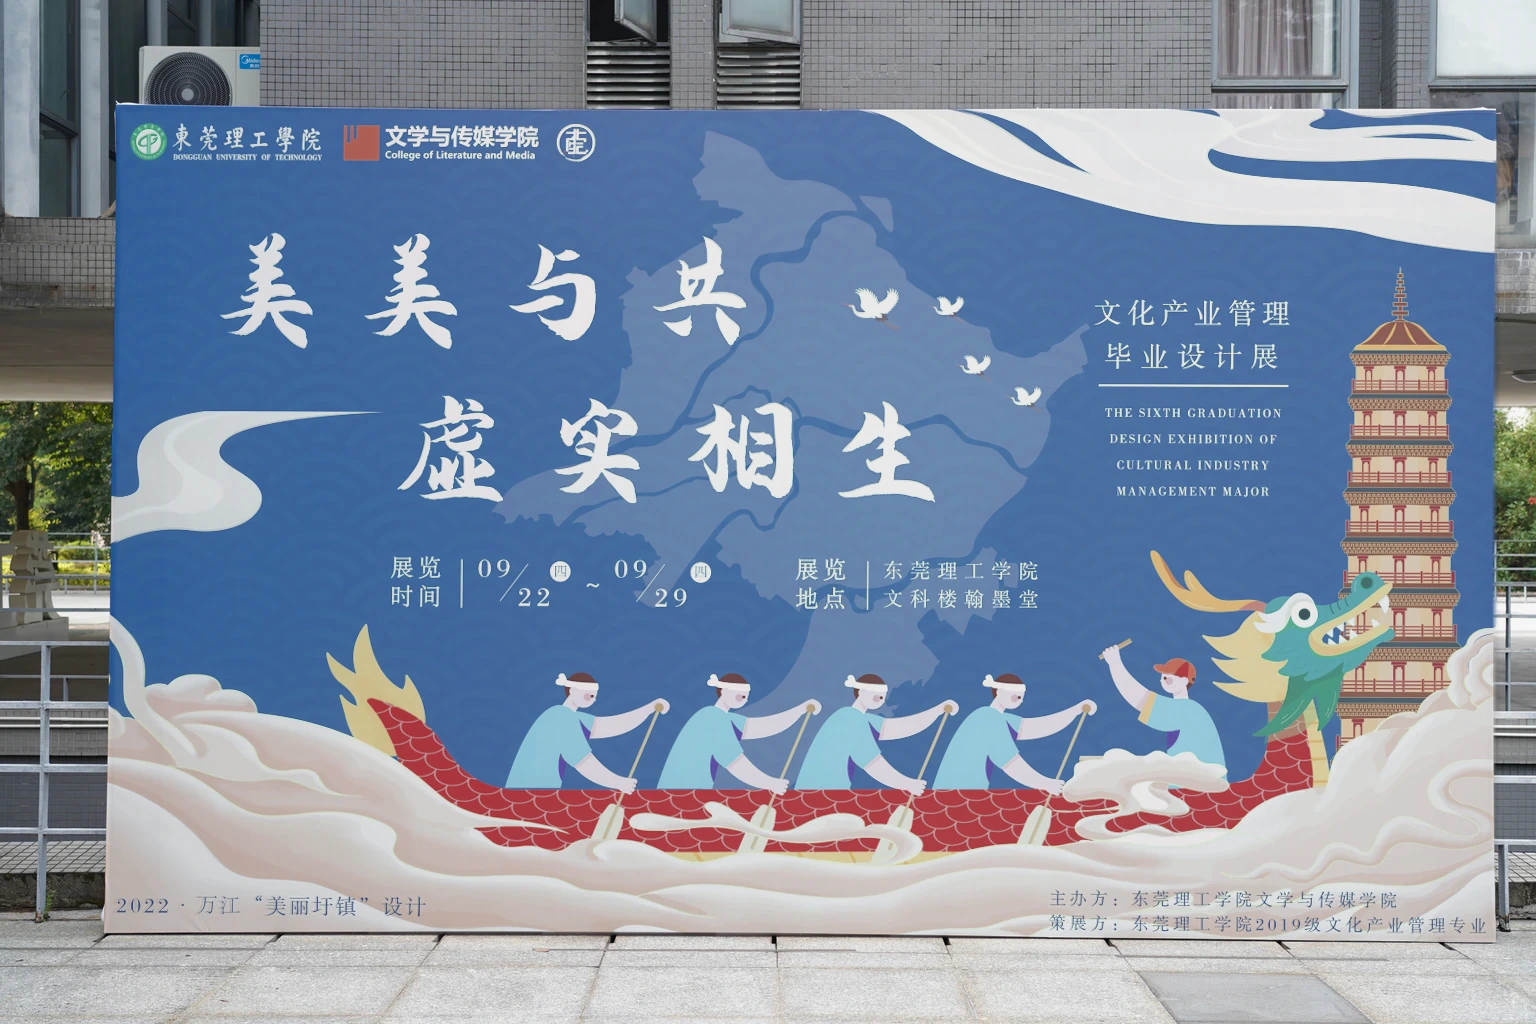 東莞理工學院
DONGGUAN UNIVERSITY OF TECHNOLOGY
文学与传媒学院
College of Literature and Media
美美与共
虚实相生
文化产业管理
毕业设计展
THE SIXTH GRADUATION
DESIGN EXHIBITION OF
CULTURAL INDUSTRY
MANAGEMENT MAJOR
展览时间
09/22 四 ~ 09/29 四
展览地点
东莞理工学院
文科楼翰墨堂
2022 · 万江“美丽圩镇”设计
主办方：东莞理工学院文学与传媒学院
策展方：东莞理工学院2019级文化产业管理专业